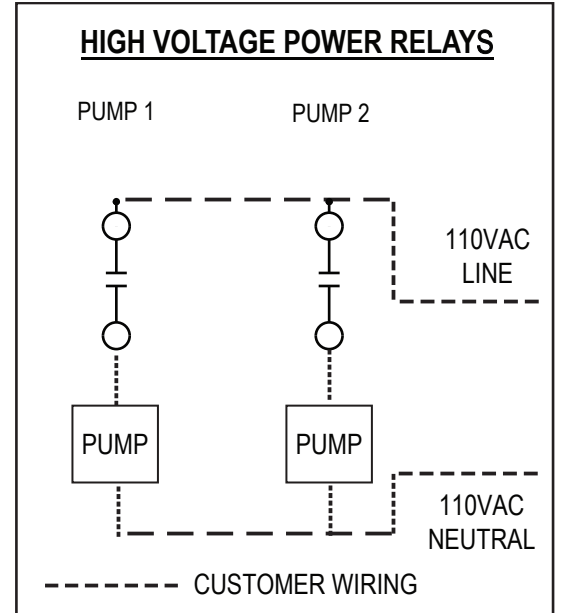 HIGH VOLTAGE POWER RELAYS
PUMP 1
PUMP 2
110VAC
LINE
PUMP
PUMP
110VAC
NEUTRAL
CUSTOMER WIRING